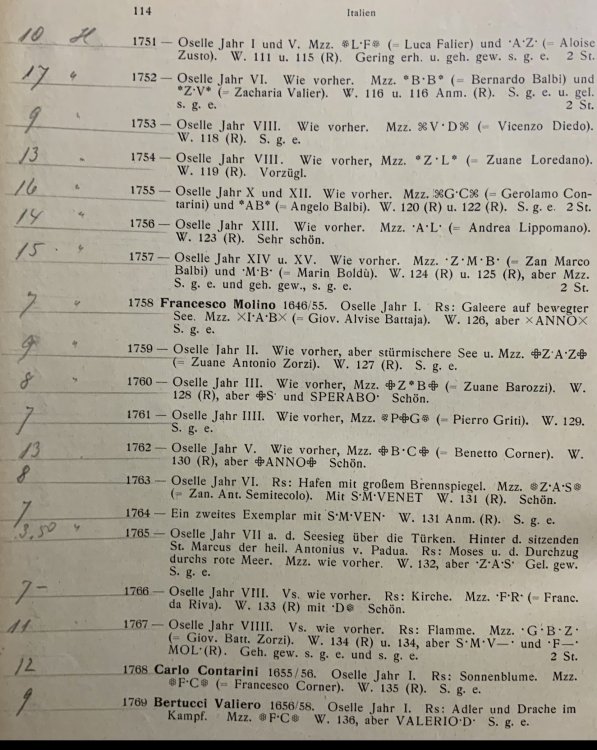 114 Italien
10 M 1751 — Oselle Jahr I und V. Mzz. ❋L·F❋ (= Luca Falier) und ·A·Z· (= Aloise
Zusto). W. 111 u. 115 (R). Gering erh. u. geh. gew. s. g. e. 2 St.
17 " 1752 — Oselle Jahr VI. Wie vorher. Mzz. *B·B* (= Bernardo Balbi) und
*Z·V* (= Zacharia Valier). W. 116 u. 116 Anm. (R). S. g. e. u. gel.
s. g. e. 2 St.
9 " 1753 — Oselle Jahr VIII. Wie vorher. Mzz. ⌘V·D⌘ (= Vicenzo Diedo).
W. 118 (R). S. g. e.
13 " 1754 — Oselle Jahr VIII. Wie vorher, Mzz. *Z·L* (= Zuane Loredano).
W. 119 (R). Vorzügl.
16 " 1755 — Oselle Jahr X und XII. Wie vorher. Mzz. ⌘G·C⌘ (= Gerolamo Con-
tarini) und *AB* (= Angelo Balbi). W. 120 (R) u. 122 (R). S. g. e. 2 St.
14 " 1756 — Oselle Jahr XIII. Wie vorher. Mzz. ·A·L· (= Andrea Lippomano).
W. 123 (R). Sehr schön.
15 " 1757 — Oselle Jahr XIV u. XV. Wie vorher. Mzz. ·Z·M·B· (= Zan Marco
Balbi) und ·M·B· (= Marin Boldù). W. 124 (R) u. 125 (R), aber Mzz.
S. g. e. und geh. gew., s. g. e. 2 St.
7 " 1758 Francesco Molino 1646/55. Oselle Jahr I. Rs: Galeere auf bewegter
See. Mzz. ×I·A·B× (= Giov. Alvise Battaja). W. 126, aber ×ANNO×
S. g. e.
9 " 1759 — Oselle Jahr II. Wie vorher, aber stürmischere See u. Mzz. ✤Z·A·Z✤
(= Zuane Antonio Zorzi). W. 127 (R). S. g. e.
8 " 1760 — Oselle Jahr III. Wie vorher, Mzz. ✤Z*B✤ (= Zuane Barozzi). W.
128 (R), aber ✤S· und SPERABO· Schön.
7 1761 — Oselle Jahr IIII. Wie vorher, Mzz. ❋P✤G❋ (= Pierro Griti). W. 129.
S. g. e.
13 1762 — Oselle Jahr V. Wie vorher, Mzz. ✤B·C✤ (= Benetto Corner). W.
130 (R), aber ✤ANNO✤ Schön.
8 1763 — Oselle Jahr VI. Rs: Hafen mit großem Brennspiegel. Mzz. ❋Z·A·S❋
(= Zan. Ant. Semitecolo). Mit S·M·VENET W. 131 (R). Schön.
7 1764 — Ein zweites Exemplar mit S·M·VEN· W. 131 Anm. (R). S. g. e.
3,50 " 1765 — Oselle Jahr VII a. d. Seesieg über die Türken. Hinter d. sitzenden
St. Marcus der heil. Antonius v. Padua. Rs: Moses u. d. Durchzug
durchs rote Meer. Mzz. wie vorher. W. 132, aber ·Z·A·S· Gel. gew.
S. g. e.
7 – 1766 — Oselle Jahr VIII. Vs. wie vorher. Rs: Kirche. Mzz. ·F·R· (= Franc.
da Riva). W. 133 (R) mit ·D❋ Schön.
11 1767 — Oselle Jahr VIIII. Vs. wie vorher. Rs: Flamme. Mzz. ·G·B·Z·
(= Giov. Batt. Zorzi). W. 134 (R) u. 134, aber S·M·V—· und ·F—·
MOL·(R). Geh. gew. s. g. e. und s. g. e. 2 St.
12 1768 Carlo Contarini 1655/56. Oselle Jahr I. Rs: Sonnenblume. Mzz.
❋F·C❋ (= Francesco Corner). W. 135 (R). S. g. e.
9 1769 Bertucci Valiero 1656/58. Oselle Jahr I. Rs: Adler und Drache im
Kampf. Mzz. ❋F·C❋ W. 136, aber VALERIO·D· S. g. e.